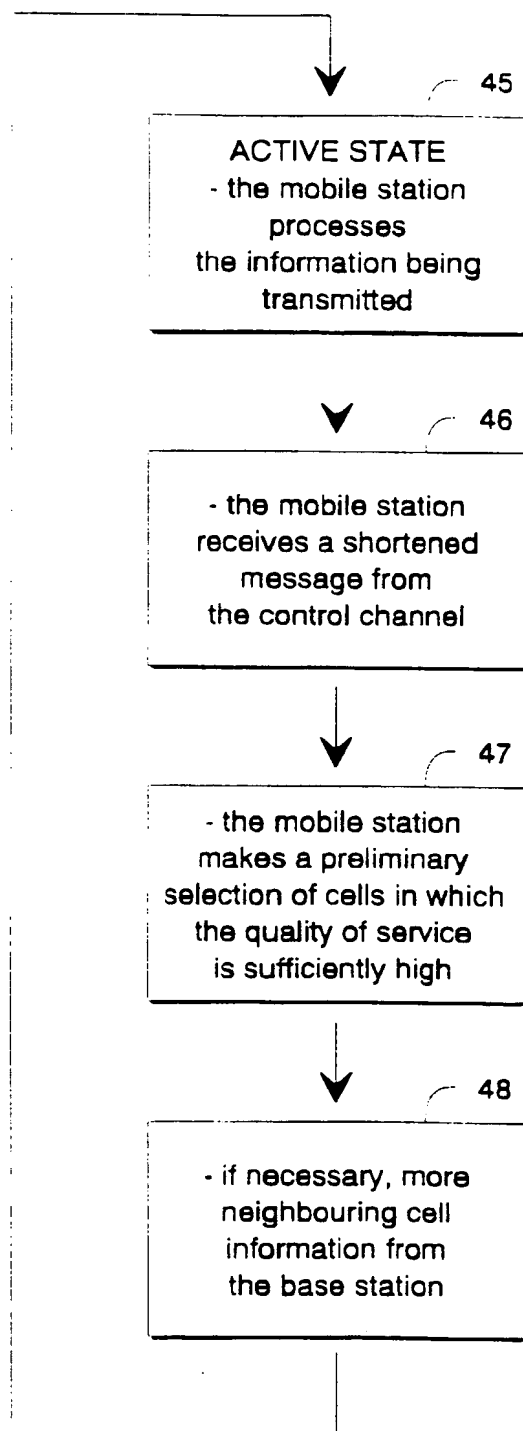 45
ACTIVE STATE
- the mobile station
processes
the information being
transmitted
46
- the mobile station
receives a shortened
message from
the control channel
47
- the mobile station
makes a preliminary
selection of cells in which
the quality of service
is sufficiently high
48
- if necessary, more
neighbouring cell
information from
the base station